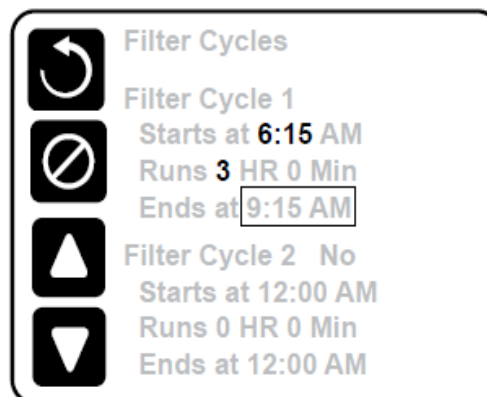 Filter Cycles
Filter Cycle 1
Starts at 6:15 AM
Runs 3 HR 0 Min
Ends at 9:15 AM
Filter Cycle 2 No
Starts at 12:00 AM
Runs 0 HR 0 Min
Ends at 12:00 AM